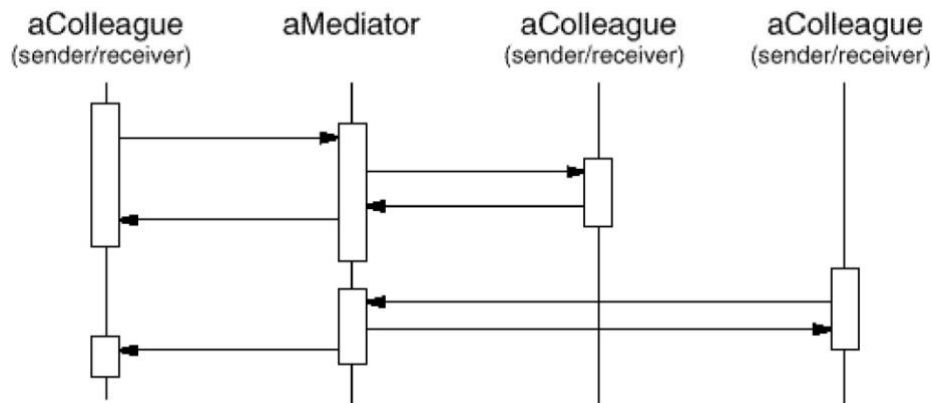 aColleague
(sender/receiver)
aMediator
aColleague
(sender/receiver)
aColleague
(sender/receiver)